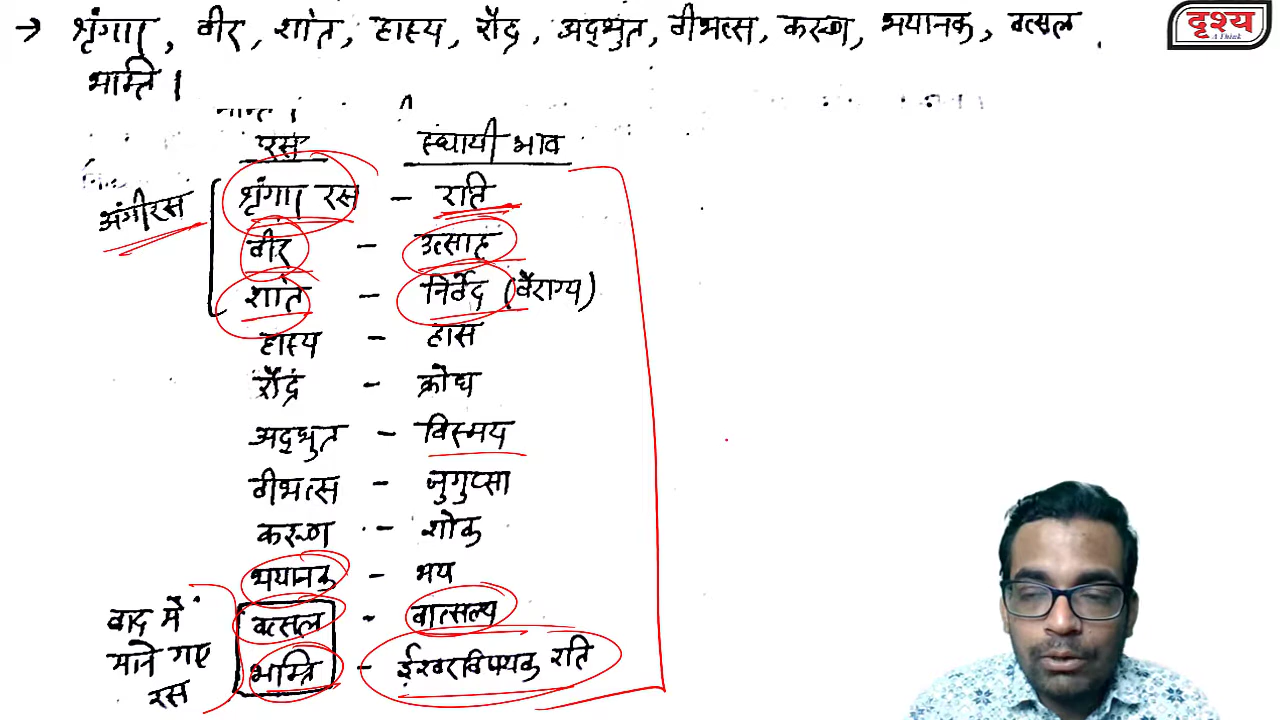 → श्रृंगार, वीर, शांत, हास्य, रौद्र, अद्भुत, वीभत्स, करुण, भयानक, वत्सल,
भक्ति।
दृश्य
A Think
रस स्थायी भाव
अंगीरस
श्रृंगार रस – रति
वीर – उत्साह
शांत – निर्वेद (वैराग्य)
हास्य – हास
रौद्र – क्रोध
अद्भुत – विस्मय
वीभत्स – जुगुप्सा
करुण – शोक
भयानक – भय
वत्सल – वात्सल्य
भक्ति – ईश्वरविषयक रति
बाद में
माने गए
रस